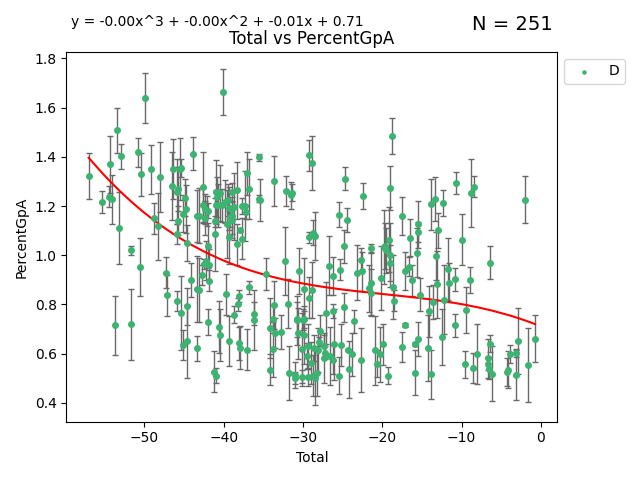 y = -0.00x^3 + -0.00x^2 + -0.01x + 0.71
N = 251
Total vs PercentGpA
D
PercentGpA
1.8
1.6
1.4
1.2
1.0
0.8
0.6
0.4
−50
−40
−30
−20
−10
0
Total